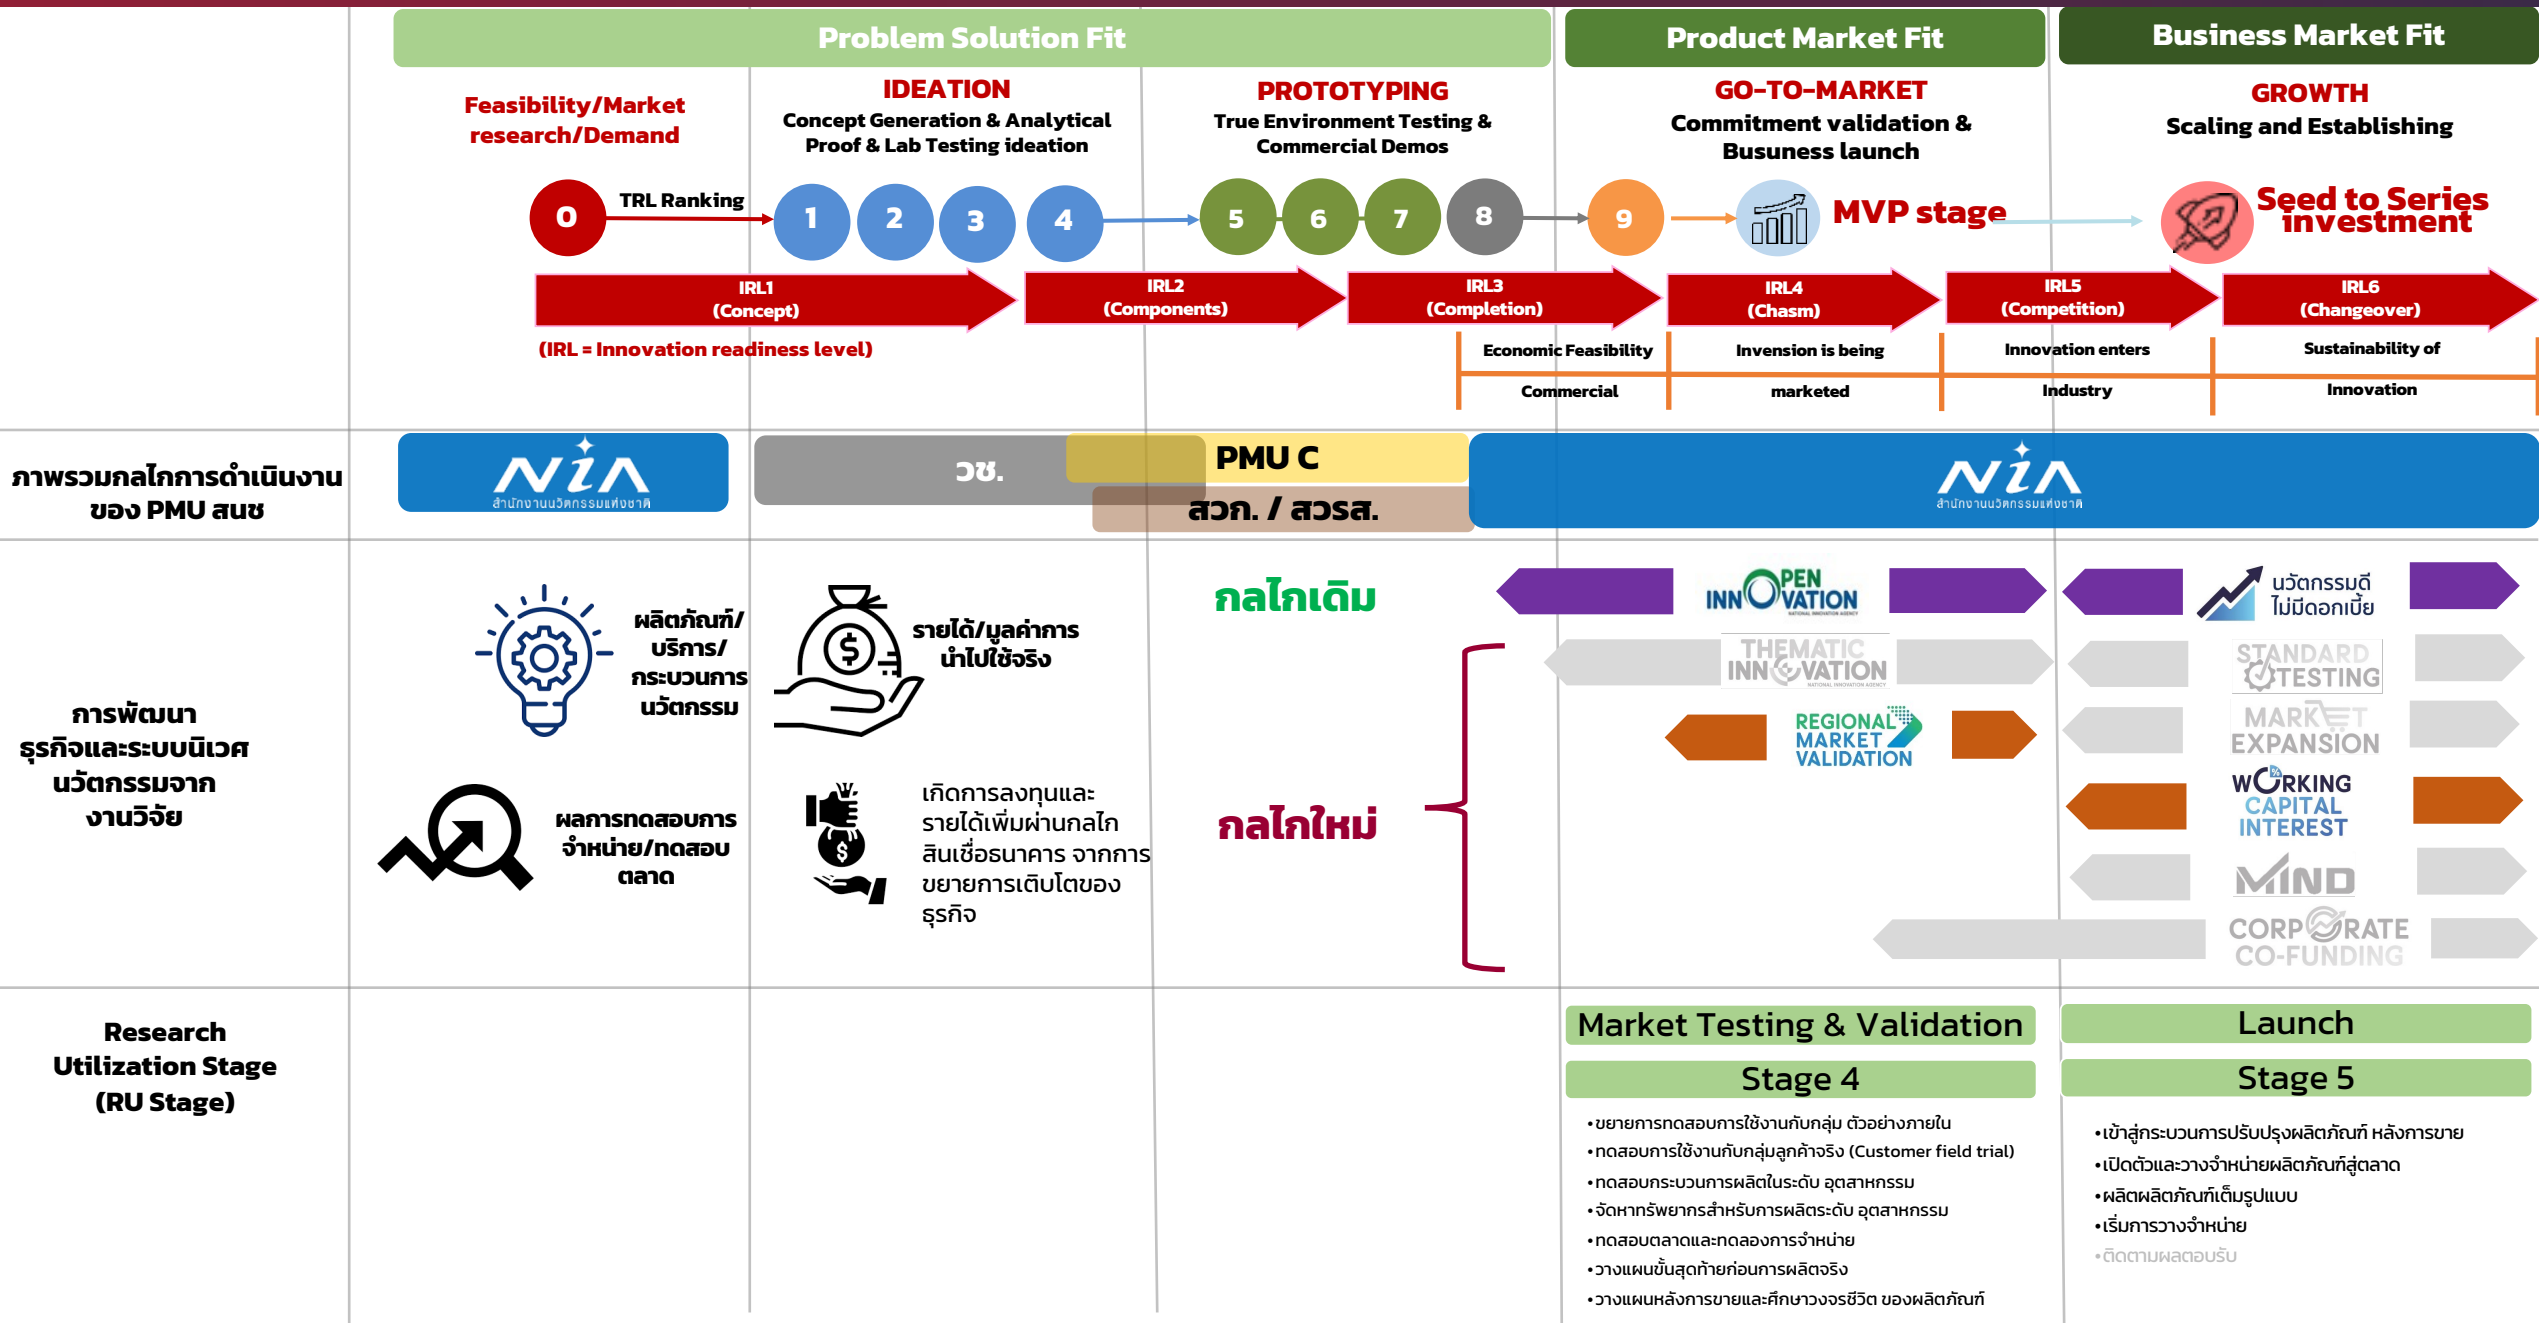 Problem Solution Fit
Product Market Fit
Business Market Fit
Feasibility/Market
research/Demand
IDEATION
Concept Generation & Analytical
Proof & Lab Testing ideation
PROTOTYPING
True Environment Testing &
Commercial Demos
GO-TO-MARKET
Commitment validation &
Busuness launch
GROWTH
Scaling and Establishing
0
TRL Ranking
1
2
3
4
5
6
7
8
9
MVP stage
Seed to Series
investment
IRL1
(Concept)
IRL2
(Components)
IRL3
(Completion)
IRL4
(Chasm)
IRL5
(Competition)
IRL6
(Changeover)
(IRL = Innovation readiness level)
Economic Feasibility
Commercial
Invension is being
marketed
Innovation enters
Industry
Sustainability of
Innovation
ภาพรวมกลไกการดำเนินงาน
ของ PMU สนช
NiA
สำนักงานนวัตกรรมแห่งชาติ
วช.
PMU C
สวก. / สวรส.
NiA
สำนักงานนวัตกรรมแห่งชาติ
การพัฒนา
ธุรกิจและระบบนิเวศ
นวัตกรรมจาก
งานวิจัย
ผลิตภัณฑ์/
บริการ/
กระบวนการ
นวัตกรรม
รายได้/มูลค่าการ
นำไปใช้จริง
ผลการทดสอบการ
จำหน่าย/ทดสอบ
ตลาด
เกิดการลงทุนและ
รายได้เพิ่มผ่านกลไก
สินเชื่อธนาคาร จากการ
ขยายการเติบโตของ
ธุรกิจ
กลไกเดิม
กลไกใหม่
OPEN
INNOVATION
NATIONAL INNOVATION AGENCY
THEMATIC
INNOVATION
NATIONAL INNOVATION AGENCY
REGIONAL
MARKET
VALIDATION
นวัตกรรมดี
ไม่มีดอกเบี้ย
STANDARD
TESTING
MARKET
EXPANSION
WORKING
CAPITAL
INTEREST
MIND
CORPORATE
CO-FUNDING
Research
Utilization Stage
(RU Stage)
Market Testing & Validation
Stage 4
•ขยายการทดสอบการใช้งานกับกลุ่ม ตัวอย่างภายใน
•ทดสอบการใช้งานกับกลุ่มลูกค้าจริง (Customer field trial)
•ทดสอบกระบวนการผลิตในระดับ อุตสาหกรรม
•จัดหาทรัพยากรสำหรับการผลิตระดับ อุตสาหกรรม
•ทดสอบตลาดและทดลองการจำหน่าย
•วางแผนขั้นสุดท้ายก่อนการผลิตจริง
•วางแผนหลังการขายและศึกษาวงจรชีวิต ของผลิตภัณฑ์
Launch
Stage 5
•เข้าสู่กระบวนการปรับปรุงผลิตภัณฑ์ หลังการขาย
•เปิดตัวและวางจำหน่ายผลิตภัณฑ์สู่ตลาด
•ผลิตผลิตภัณฑ์เต็มรูปแบบ
•เริ่มการวางจำหน่าย
•ติดตามผลตอบรับ